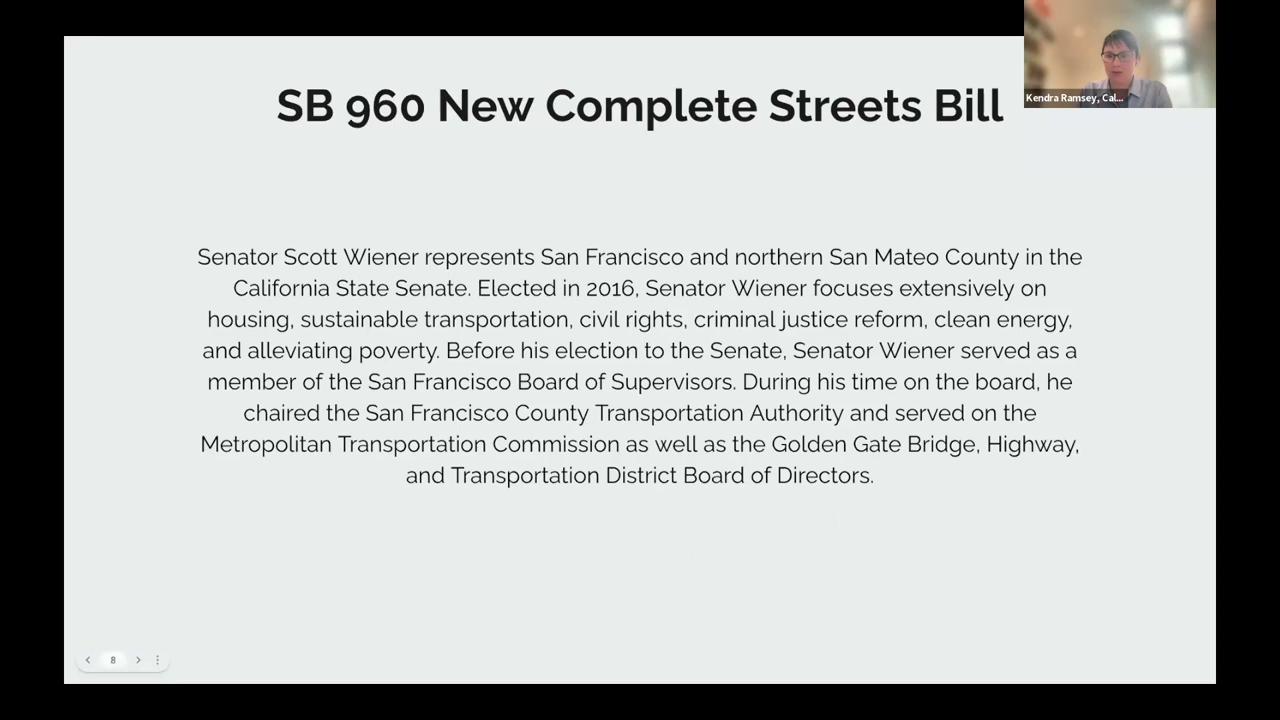 SB 960 New Complete Streets Bill
Kendra Ramsey, Cal...
Senator Scott Wiener represents San Francisco and northern San Mateo County in the
California State Senate. Elected in 2016, Senator Wiener focuses extensively on
housing, sustainable transportation, civil rights, criminal justice reform, clean energy,
and alleviating poverty. Before his election to the Senate, Senator Wiener served as a
member of the San Francisco Board of Supervisors. During his time on the board, he
chaired the San Francisco County Transportation Authority and served on the
Metropolitan Transportation Commission as well as the Golden Gate Bridge, Highway,
and Transportation District Board of Directors.
8